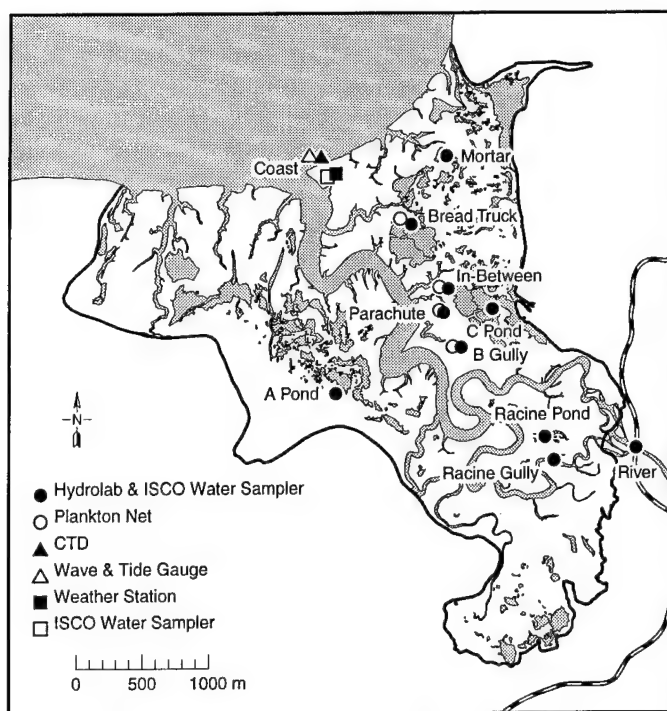 Mortar
Coast
Bread Truck
In-Between
Parachute
C Pond
B Gully
A Pond
Racine Pond
-N-
Racine Gully
River
Hydrolab & ISCO Water Sampler
Plankton Net
CTD
Wave & Tide Gauge
Weather Station
ISCO Water Sampler
0 500 1000 m